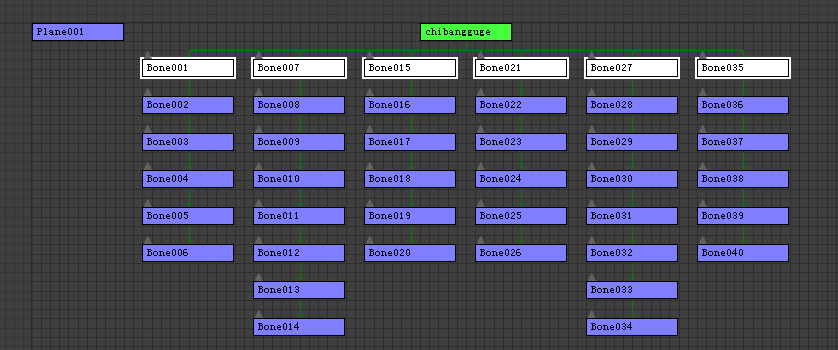 Plane001
chibangguge
Bone001 Bone007 Bone015 Bone021 Bone027 Bone035
Bone002 Bone008 Bone016 Bone022 Bone028 Bone036
Bone003 Bone009 Bone017 Bone023 Bone029 Bone037
Bone004 Bone010 Bone018 Bone024 Bone030 Bone038
Bone005 Bone011 Bone019 Bone025 Bone031 Bone039
Bone006 Bone012 Bone020 Bone026 Bone032 Bone040
Bone013 Bone033
Bone014 Bone034